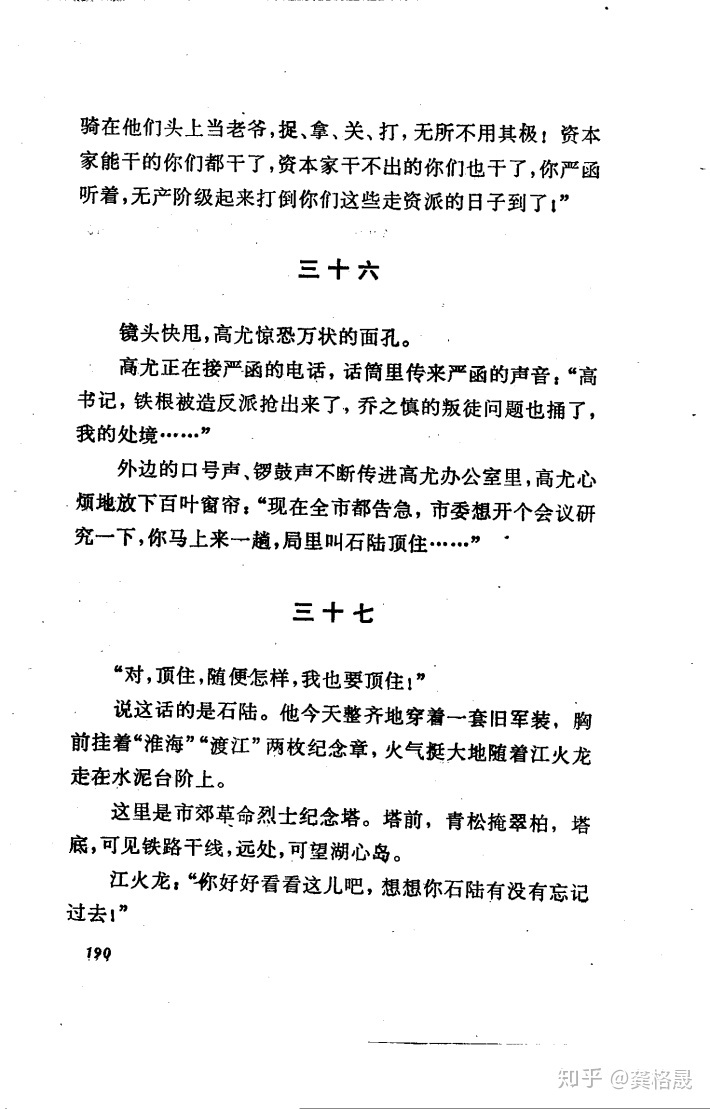 骑在他们头上当老爷，捉、拿、关、打，无所不用其极！资本
家能干的你们都干了，资本家干不出的你们也干了，你严函
听着，无产阶级起来打倒你们这些走资派的日子到了！”
三十六
镜头快甩，高尤惊恐万状的面孔。
高尤正在接严函的电话，话筒里传来严函的声音：“高
书记，铁根被造反派抢出来了，乔之慎的叛徒问题也捅了，
我的处境……”
外边的口号声、锣鼓声不断传进高尤办公室里，高尤心
烦地放下百叶窗帘：“现在全市都告急，市委想开个会议研
究一下，你马上来一趟，局里叫石陆顶住……”
三十七
“对，顶住，随便怎样，我也要顶住！”
说这话的是石陆。他今天整齐地穿着一套旧军装，胸
前挂着“淮海”“渡江”两枚纪念章，火气挺大地随着江火龙
走在水泥台阶上。
这里是市郊革命烈士纪念塔。塔前，青松掩翠柏，塔
底，可见铁路干线，远处，可望湖心岛。
江火龙：“你好好看看这儿吧，想想你石陆有没有忘记
过去！”
190
知乎 @龚格晟